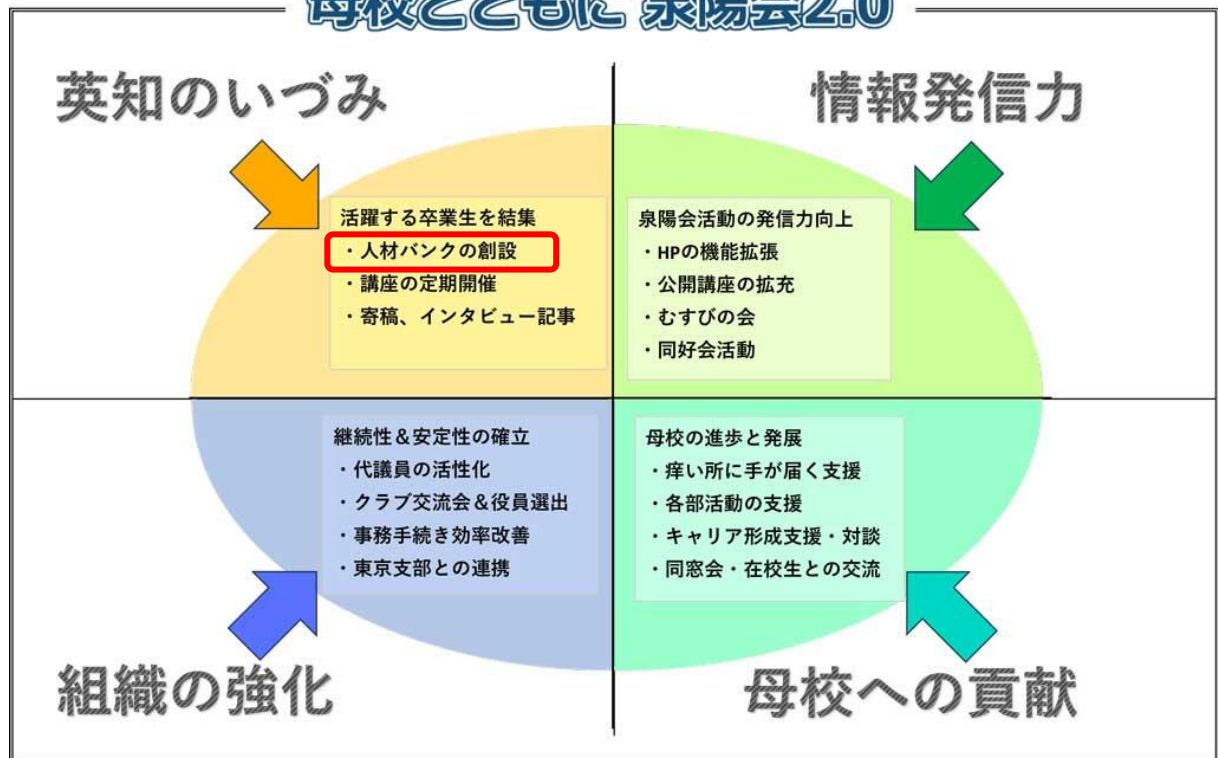 母校とともに 泉陽会2.0
英知のいづみ
情報発信力
活躍する卒業生を結集
・人材バンクの創設
・講座の定期開催
・寄稿、インタビュー記事
泉陽会活動の発信力向上
・HPの機能拡張
・公開講座の拡充
・むすびの会
・同好会活動
継続性&安定性の確立
・代議員の活性化
・クラブ交流会&役員選出
・事務手続き効率改善
・東京支部との連携
母校の進歩と発展
・痒い所に手が届く支援
・各部活動の支援
・キャリア形成支援・対談
・同窓会・在校生との交流
組織の強化
母校への貢献